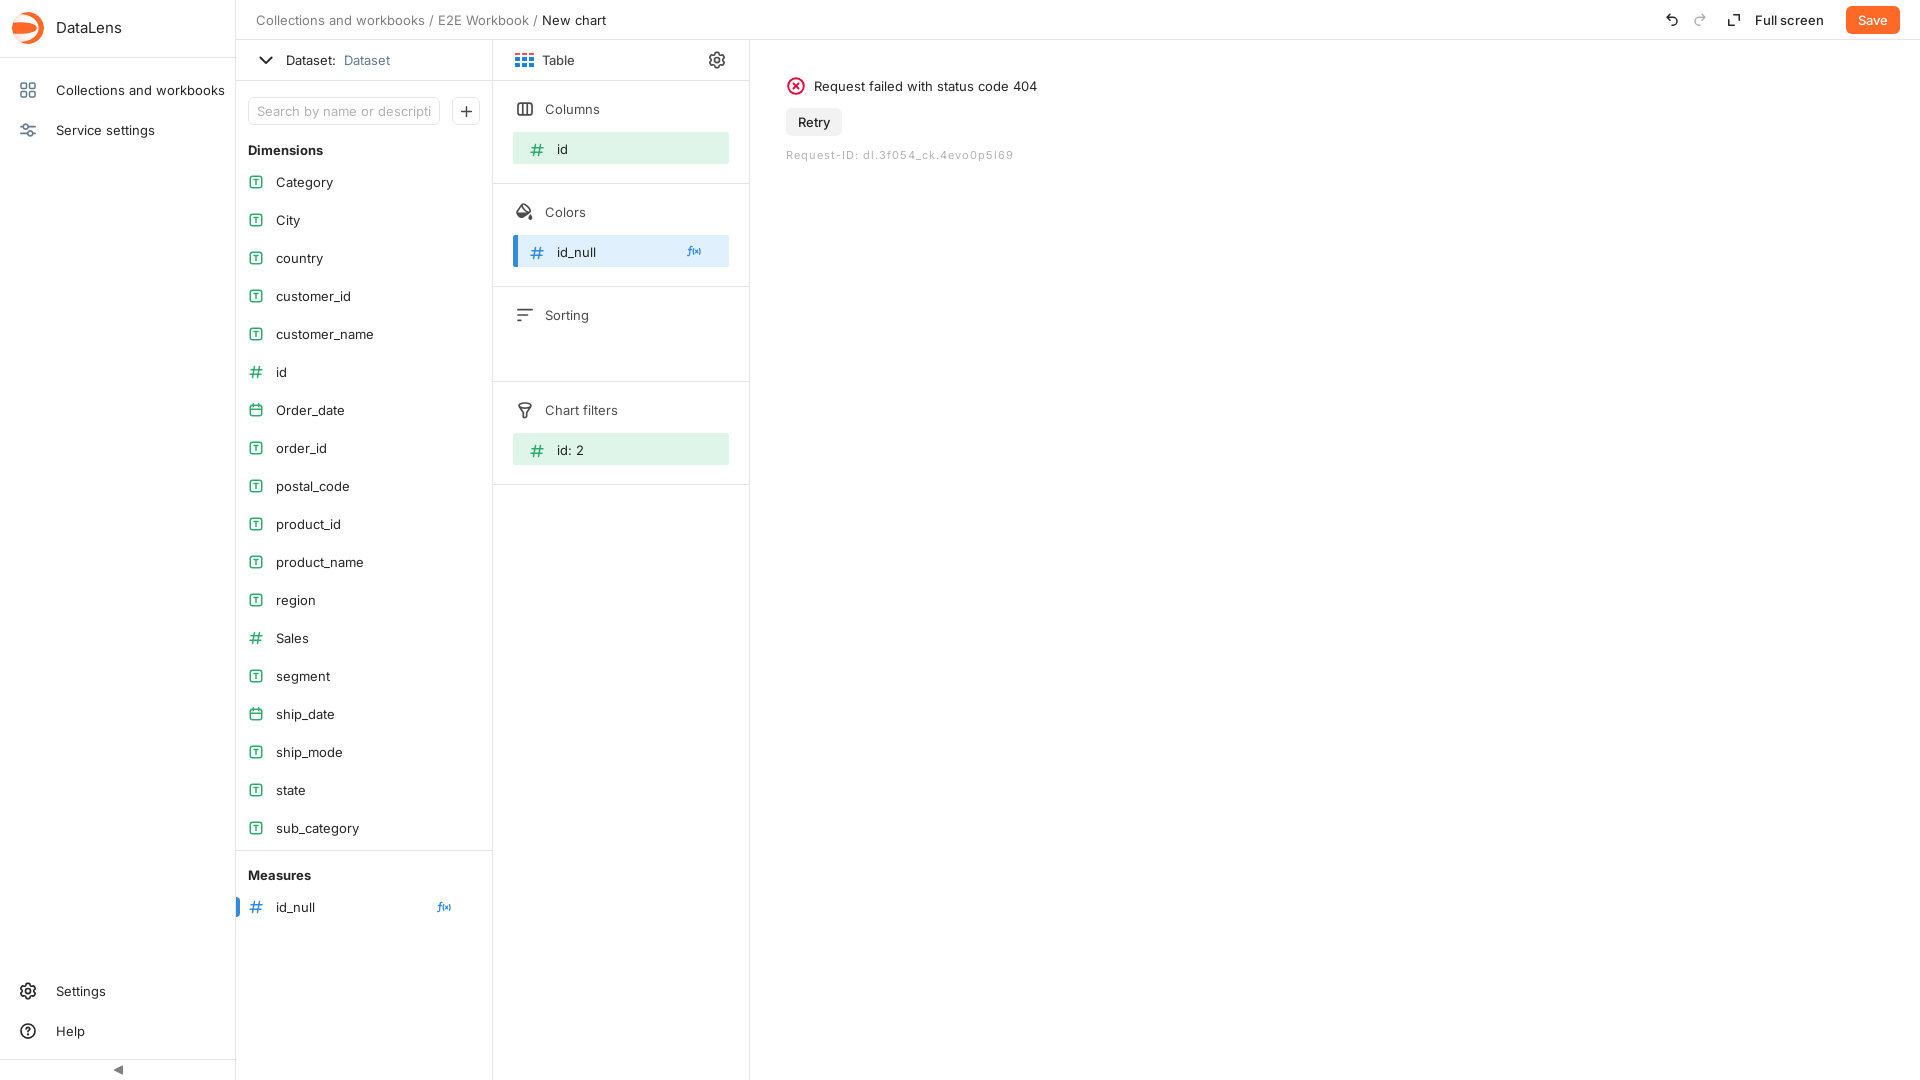 DataLens
Collections and workbooks
Service settings
Settings
Help
Collections and workbooks / E2E Workbook / New chart
Full screen
Save
Dataset: Dataset
Search by name or descripti
Dimensions
Category
City
country
customer_id
customer_name
id
Order_date
order_id
postal_code
product_id
product_name
region
Sales
segment
ship_date
ship_mode
state
sub_category
Measures
id_null
Table
Columns
id
Colors
id_null
Sorting
Chart filters
id: 2
Request failed with status code 404
Retry
Request-ID: dl.3f054_ck.4evo0p5l69